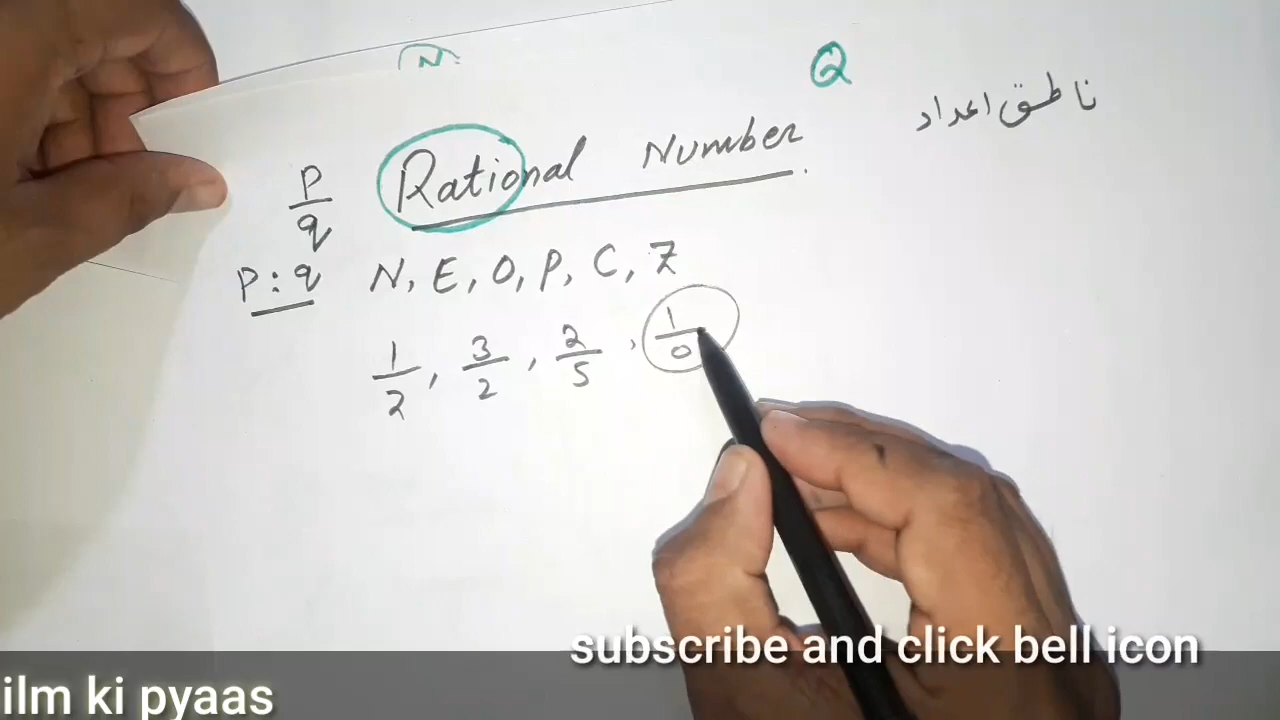 N
Q
ناطق اعداد
P/q Rational Number
P : q N, E, O, P, C, Z
1/2, 3/2, 2/5, 1/0
subscribe and click bell icon
ilm ki pyaas